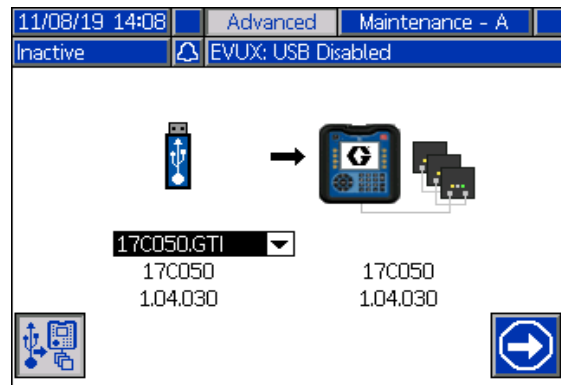 11/08/19 14:08 Advanced Maintenance - A
Inactive EVUX: USB Disabled
G
17C050.GTI
17C050 17C050
1.04.030 1.04.030